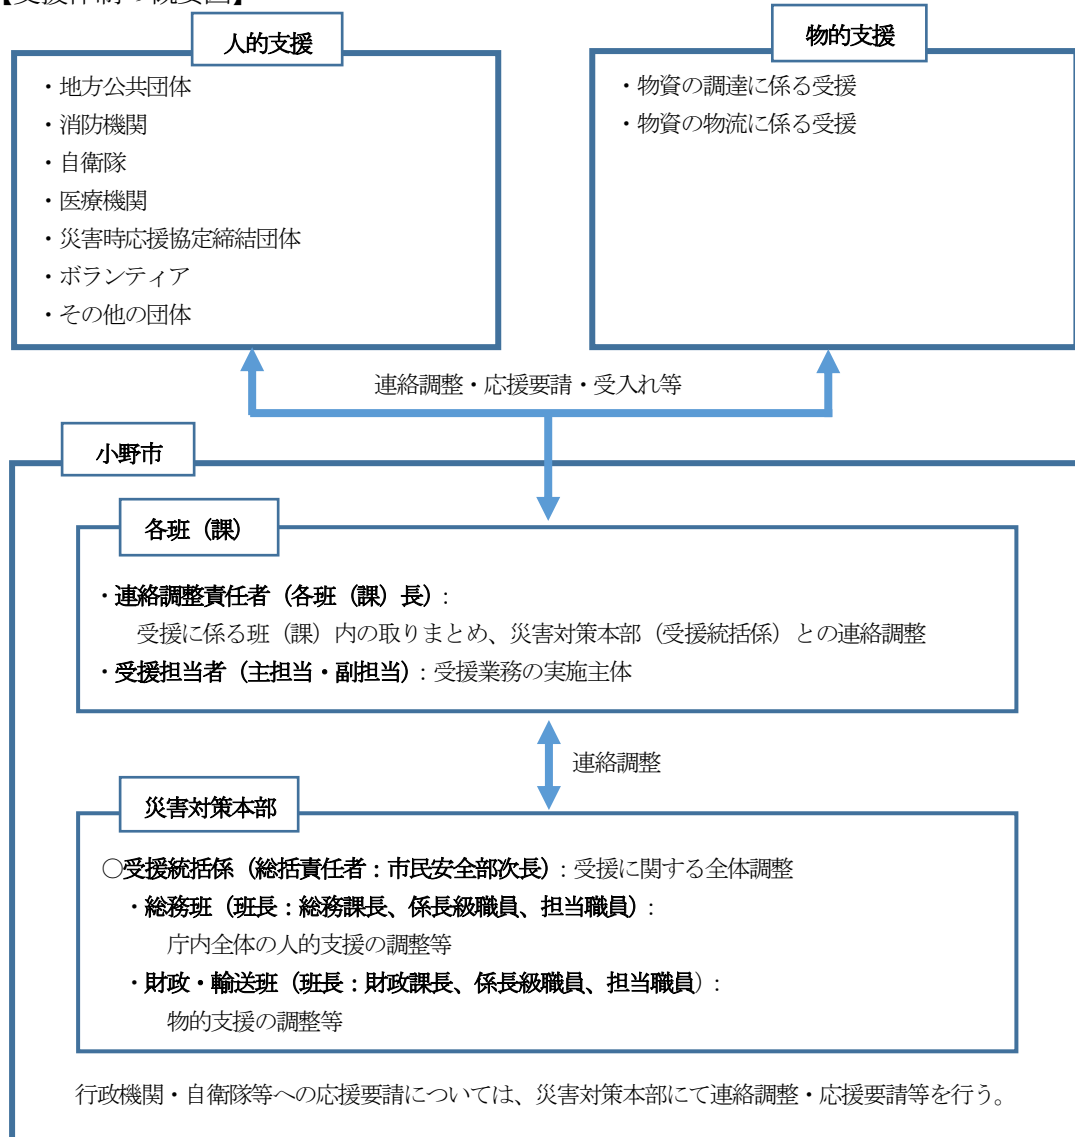 【受援体制の概要図】
人的支援
・地方公共団体
・消防機関
・自衛隊
・医療機関
・災害時応援協定締結団体
・ボランティア
・その他の団体
物的支援
・物資の調達に係る受援
・物資の物流に係る受援
連絡調整・応援要請・受入れ等
小野市
各班（課）
・連絡調整責任者（各班（課）長）：
受援に係る班（課）内の取りまとめ、災害対策本部（受援統括係）との連絡調整
・受援担当者（主担当・副担当）：受援業務の実施主体
連絡調整
災害対策本部
○受援統括係（総括責任者：市民安全部次長）：受援に関する全体調整
・総務班（班長：総務課長、係長級職員、担当職員）：
庁内全体の人的支援の調整等
・財政・輸送班（班長：財政課長、係長級職員、担当職員）：
物的支援の調整等
行政機関・自衛隊等への応援要請については、災害対策本部にて連絡調整・応援要請等を行う。